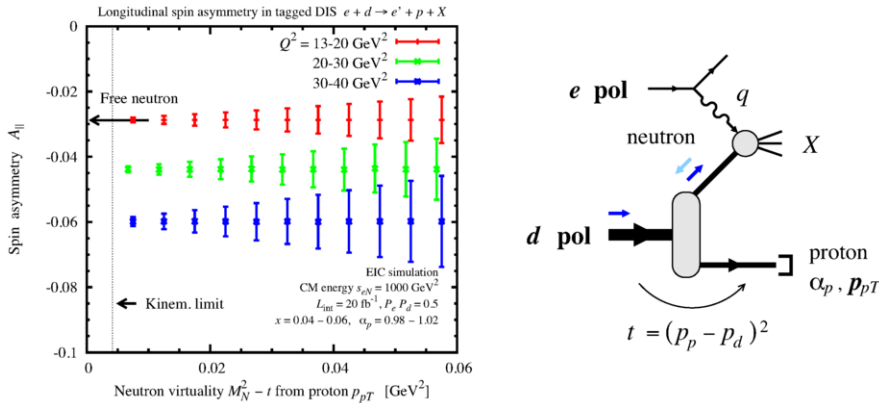 Longitudinal spin asymmetry in tagged DIS e + d → e' + p + X
0
-0.02
-0.04
-0.06
-0.08
-0.1
Spin asymmetry A||
Q² = 13-20 GeV²
20-30 GeV²
30-40 GeV²
Free neutron
Kinem. limit
EIC simulation
CM energy s_eN = 1000 GeV²
L_int = 20 fb⁻¹, P_e P_d = 0.5
x = 0.04 – 0.06, α_p = 0.98 – 1.02
0 0.02 0.04 0.06
Neutron virtuality M_N² – t from proton p_pT [GeV²]
e pol
q
neutron
X
d pol
proton
α_p , p_pT
t = (p_p – p_d)²